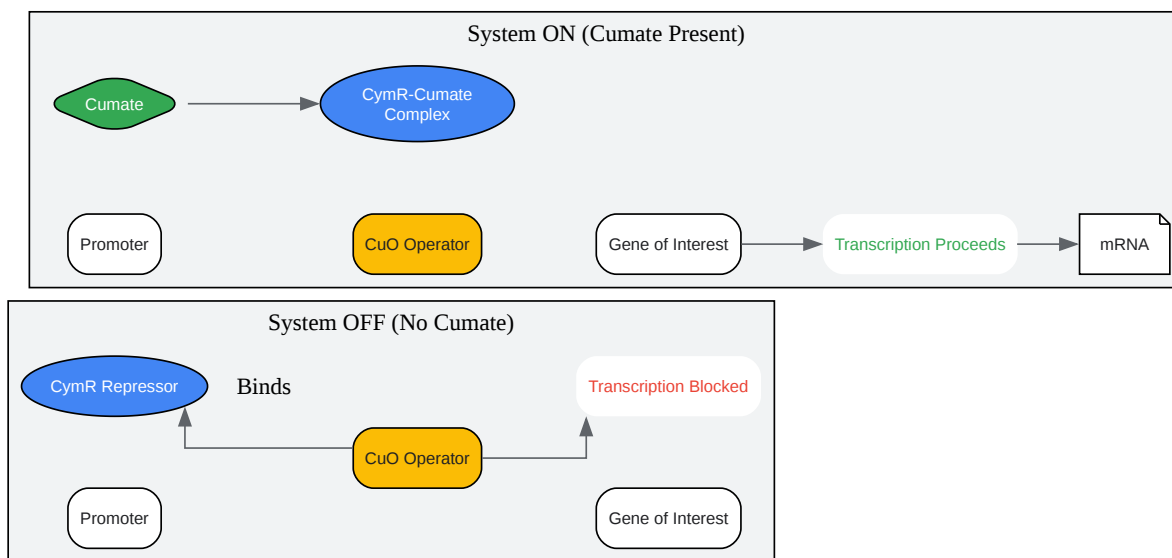 System ON (Cumate Present)
Cumate
CymR-Cumate
Complex
Promoter
CuO Operator
Gene of Interest
Transcription Proceeds
mRNA
System OFF (No Cumate)
CymR Repressor
Binds
Transcription Blocked
CuO Operator
Promoter
Gene of Interest